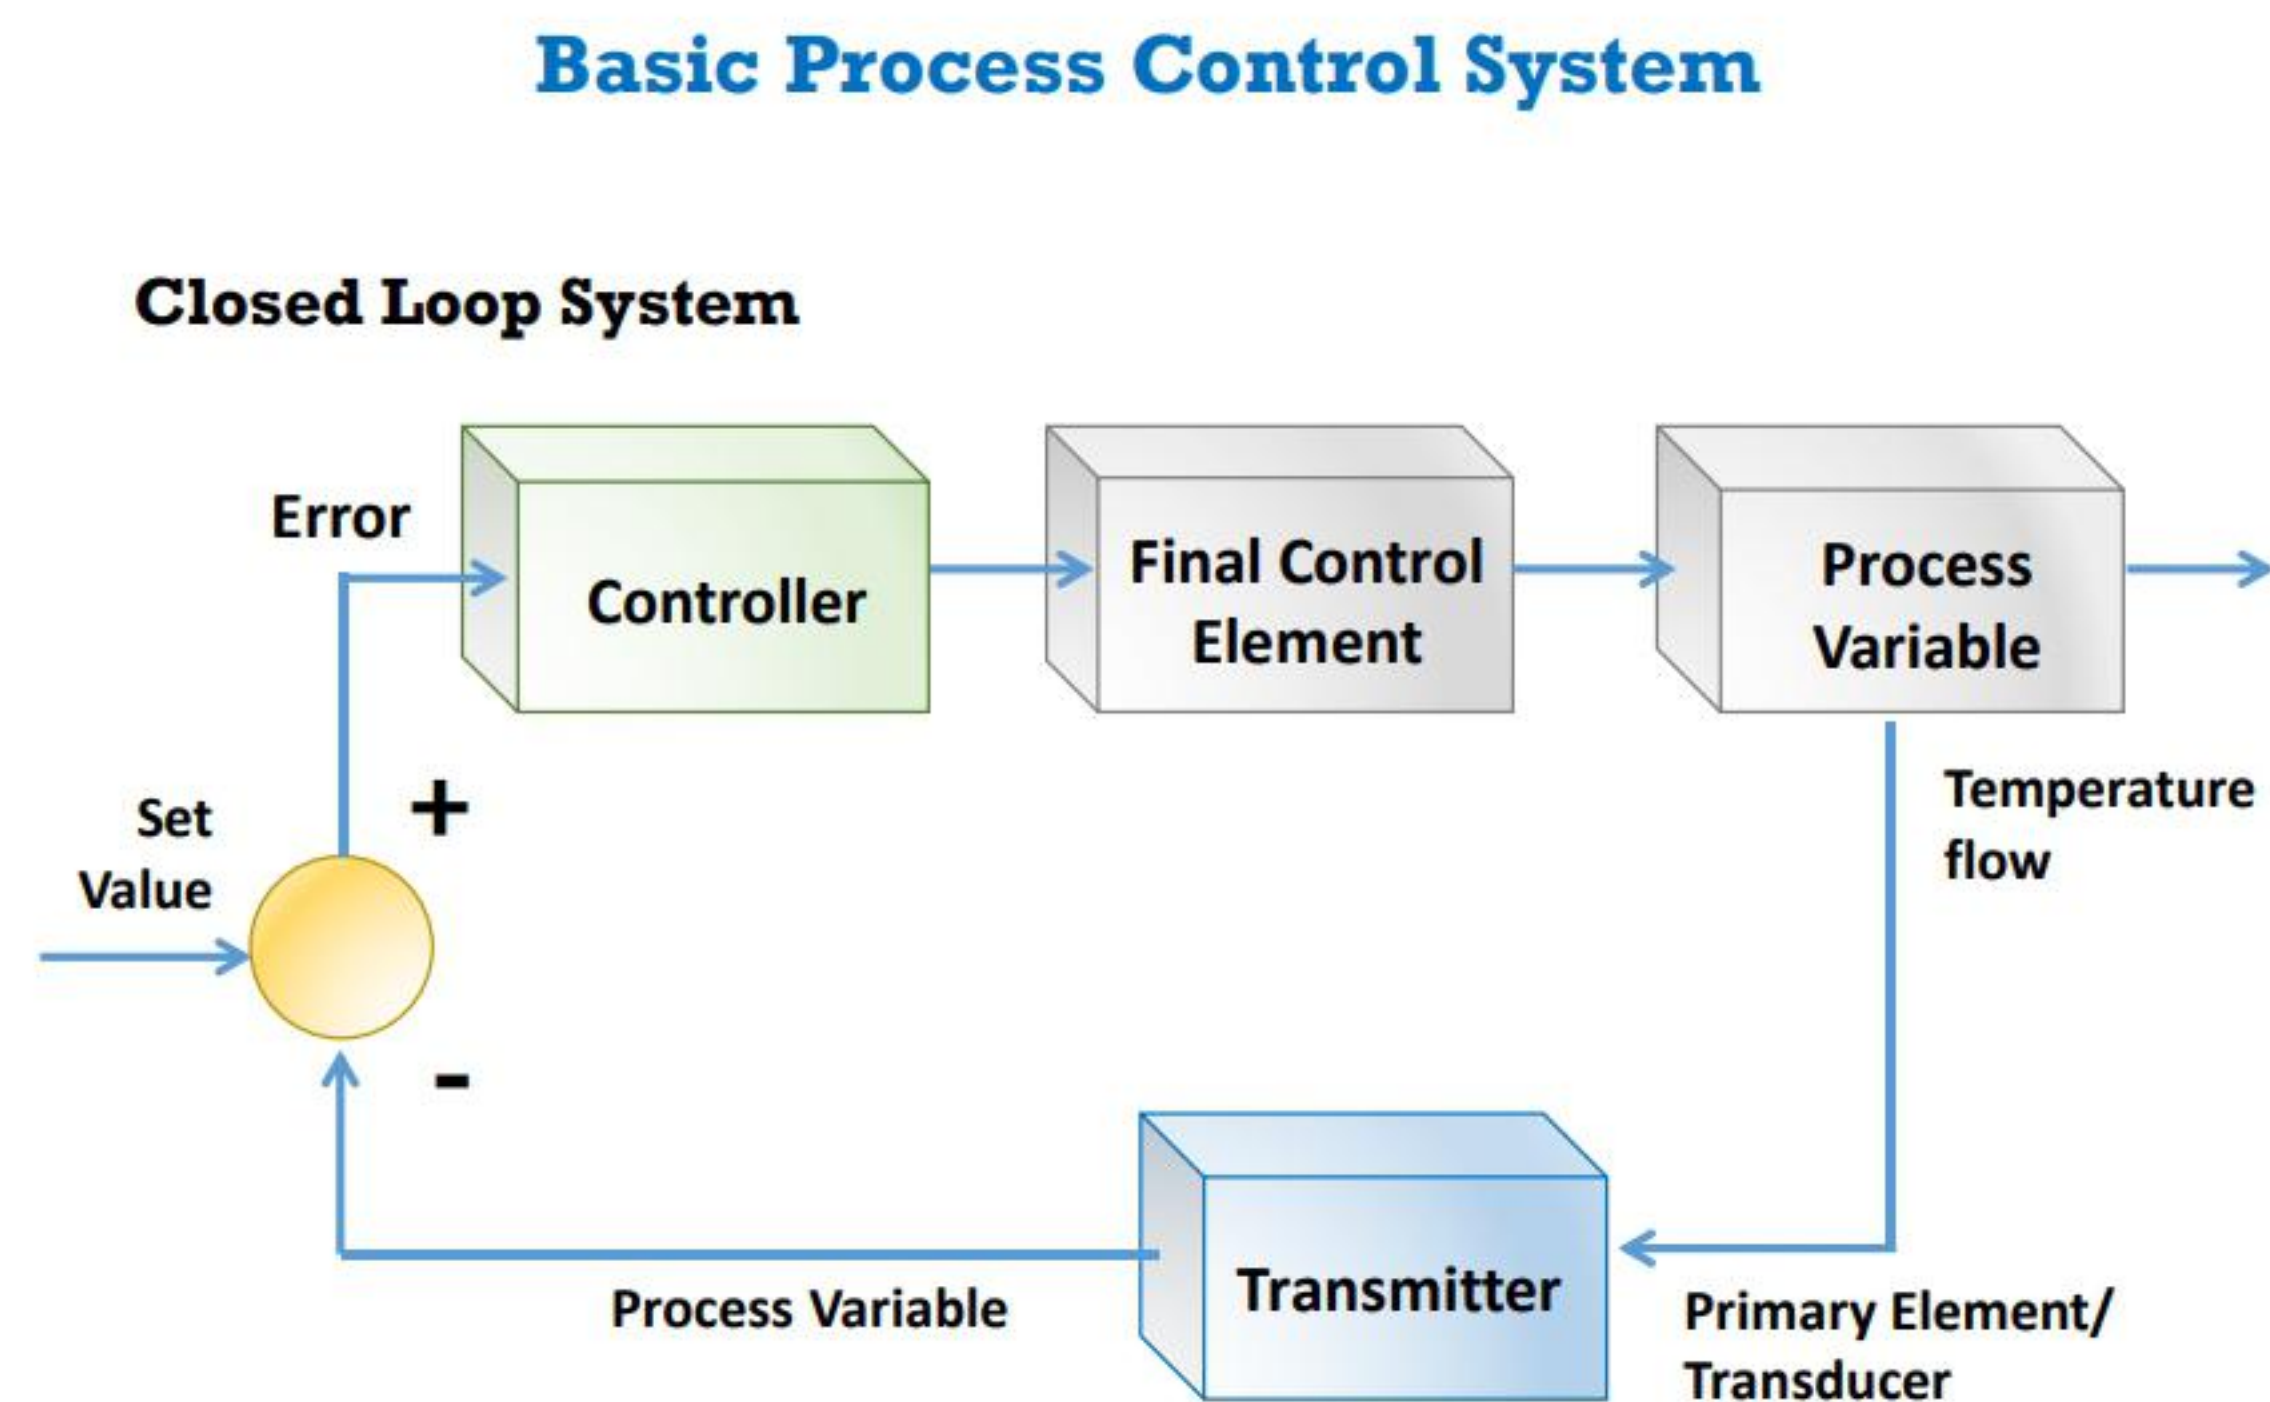 Basic Process Control System
Closed Loop System
Error
Controller
Final Control
Element
Process
Variable
+
Set
Value
Temperature
flow
-
Transmitter
Process Variable
Primary Element/
Transducer